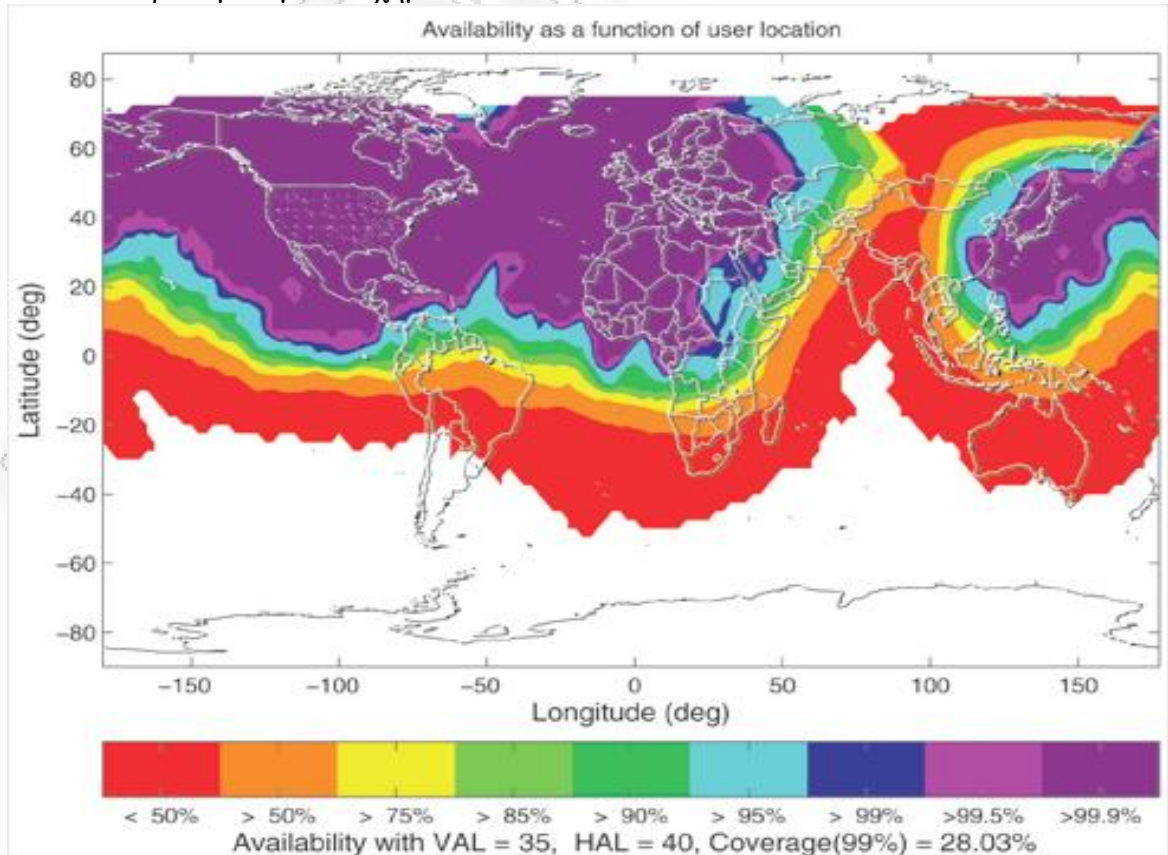 Availability as a function of user location
80
60
40
20
0
−20
−40
−60
−80
Latitude (deg)
−150 −100 −50 0 50 100 150
Longitude (deg)
< 50% > 50% > 75% > 85% > 90% > 95% > 99% >99.5% >99.9%
Availability with VAL = 35, HAL = 40, Coverage(99%) = 28.03%